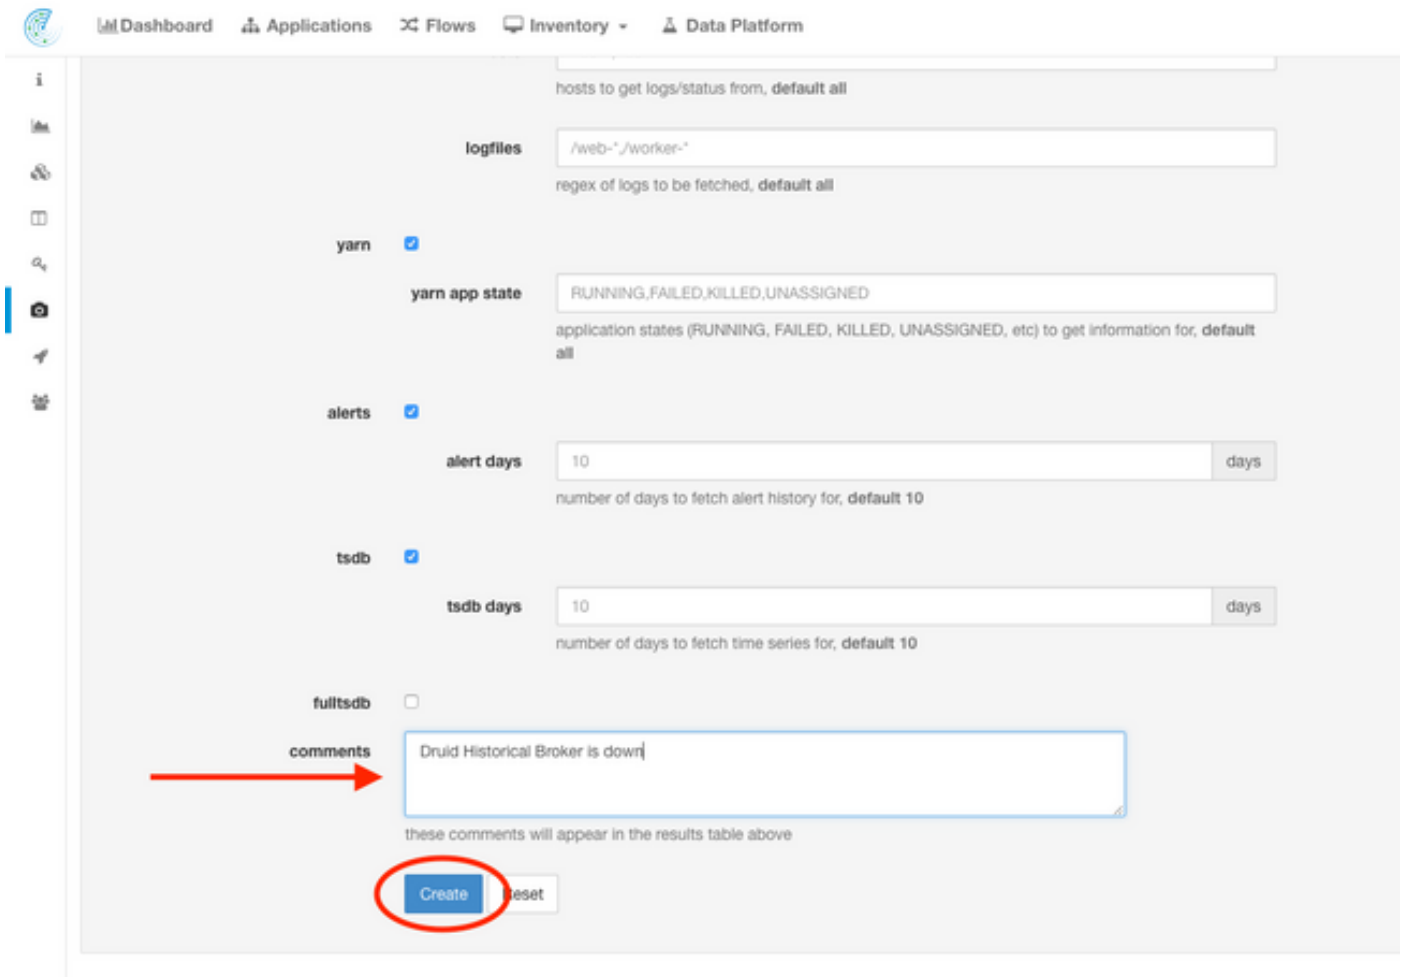 Dashboard Applications Flows Inventory Data Platform
hosts to get logs/status from, default all
logfiles /web-*,/worker-*
regex of logs to be fetched, default all
yarn
yarn app state RUNNING,FAILED,KILLED,UNASSIGNED
application states (RUNNING, FAILED, KILLED, UNASSIGNED, etc) to get information for, default
all
alerts
alert days 10 days
number of days to fetch alert history for, default 10
tsdb
tsdb days 10 days
number of days to fetch time series for, default 10
fulltsdb
comments Druid Historical Broker is down
these comments will appear in the results table above
Create Reset